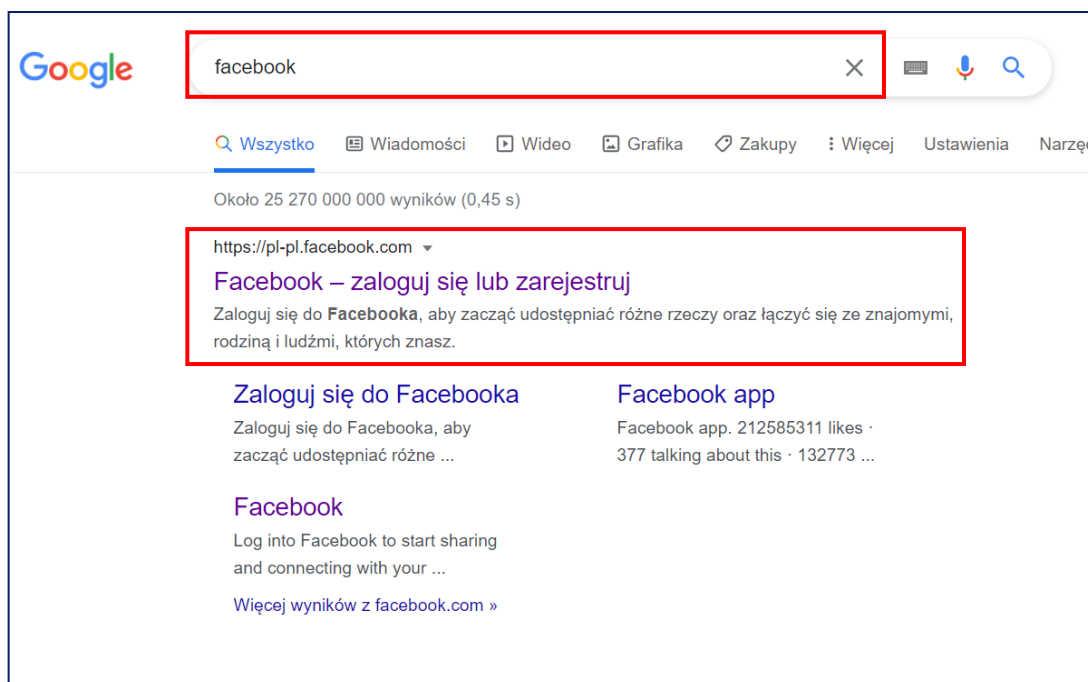 Google
facebook
Wszystko Wiadomości Wideo Grafika Zakupy Więcej Ustawienia
Około 25 270 000 000 wyników (0,45 s)
https://pl-pl.facebook.com
Facebook – zaloguj się lub zarejestruj
Zaloguj się do Facebooka, aby zacząć udostępniać różne rzeczy oraz łączyć się ze znajomymi,
rodziną i ludźmi, których znasz.
Zaloguj się do Facebooka
Zaloguj się do Facebooka, aby
zacząć udostępniać różne ...
Facebook app
Facebook app. 212585311 likes ·
377 talking about this · 132773 ...
Facebook
Log into Facebook to start sharing
and connecting with your ...
Więcej wyników z facebook.com »